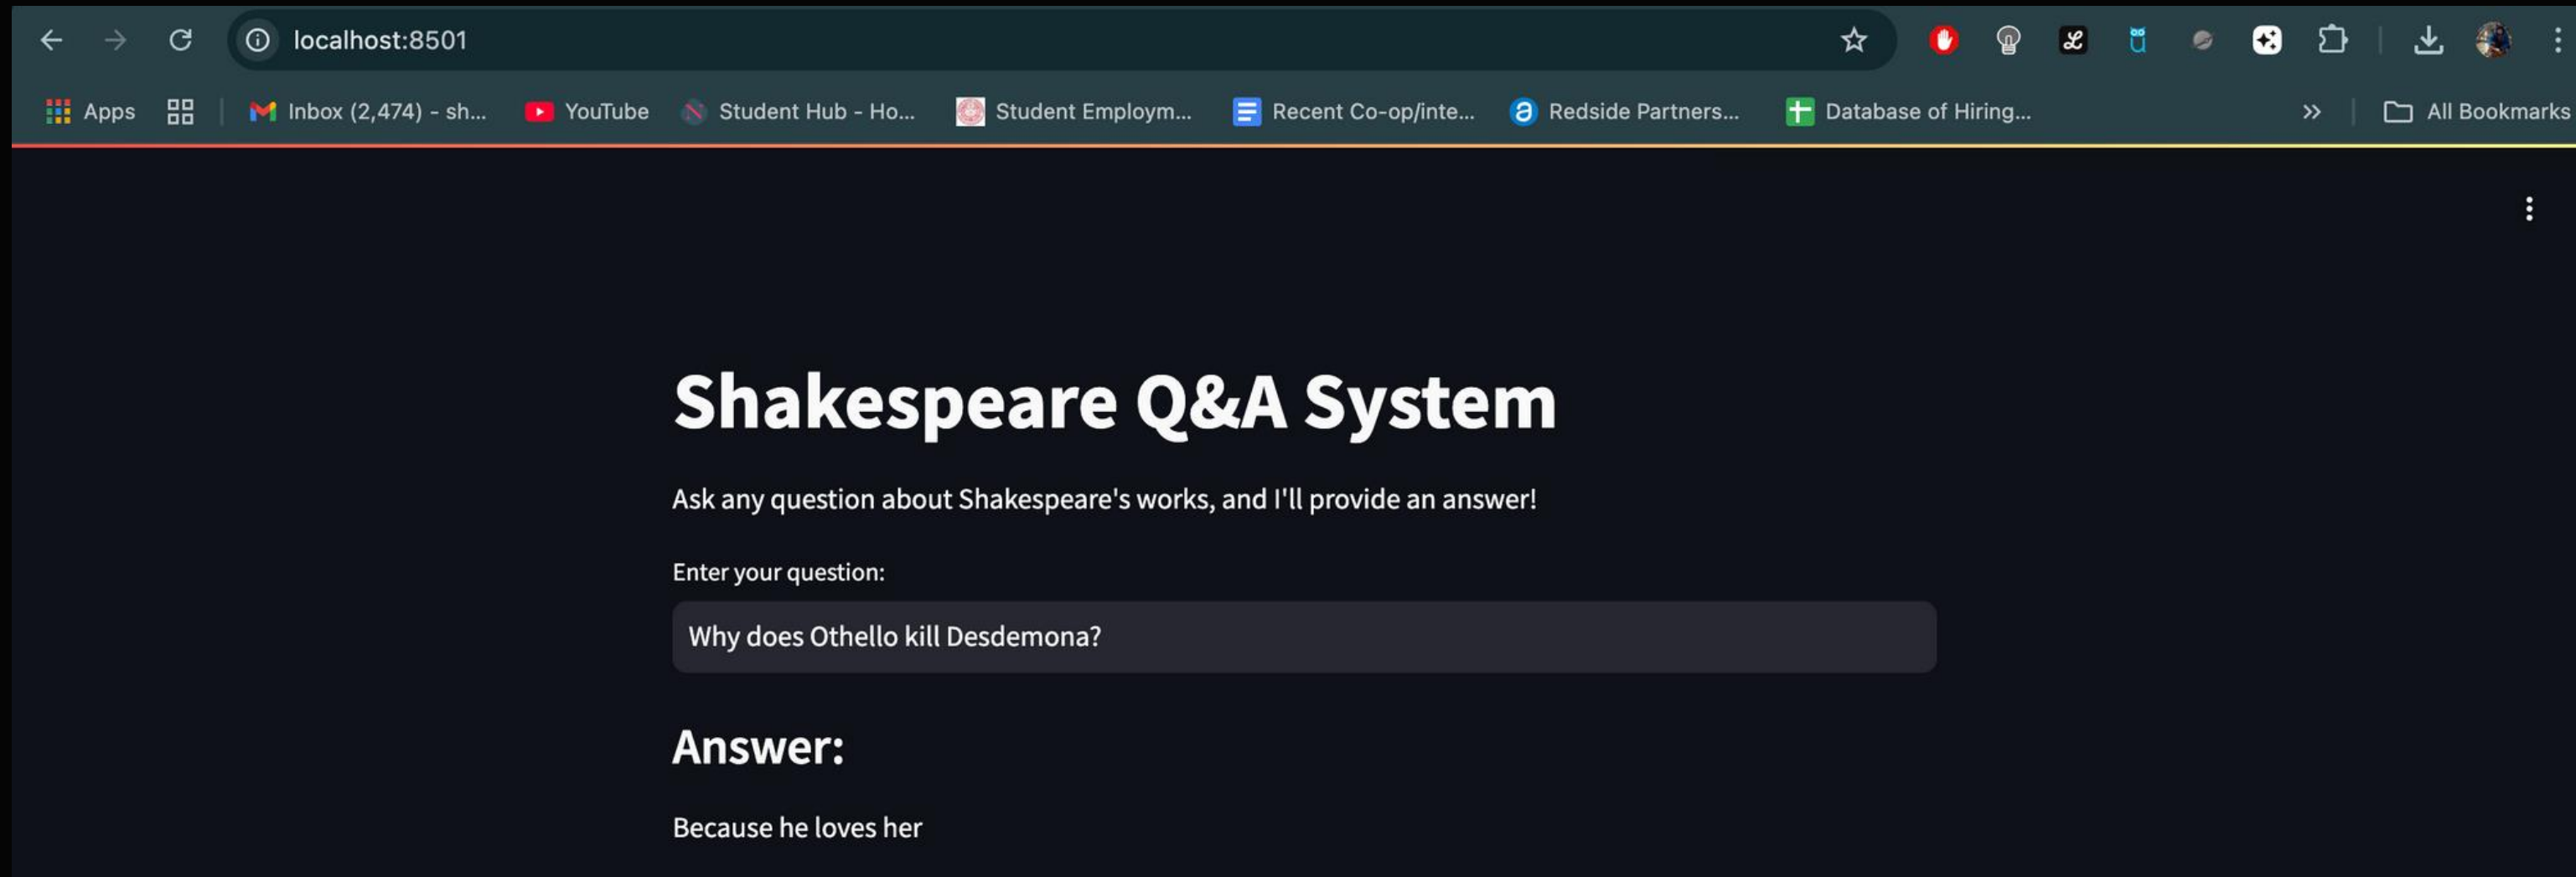 localhost:8501
Apps Inbox (2,474) - sh... YouTube Student Hub - Ho... Student Employm... Recent Co-op/inte... Redside Partners... Database of Hiring... » All Bookmarks
Shakespeare Q&A System
Ask any question about Shakespeare's works, and I'll provide an answer!
Enter your question:
Why does Othello kill Desdemona?
Answer:
Because he loves her